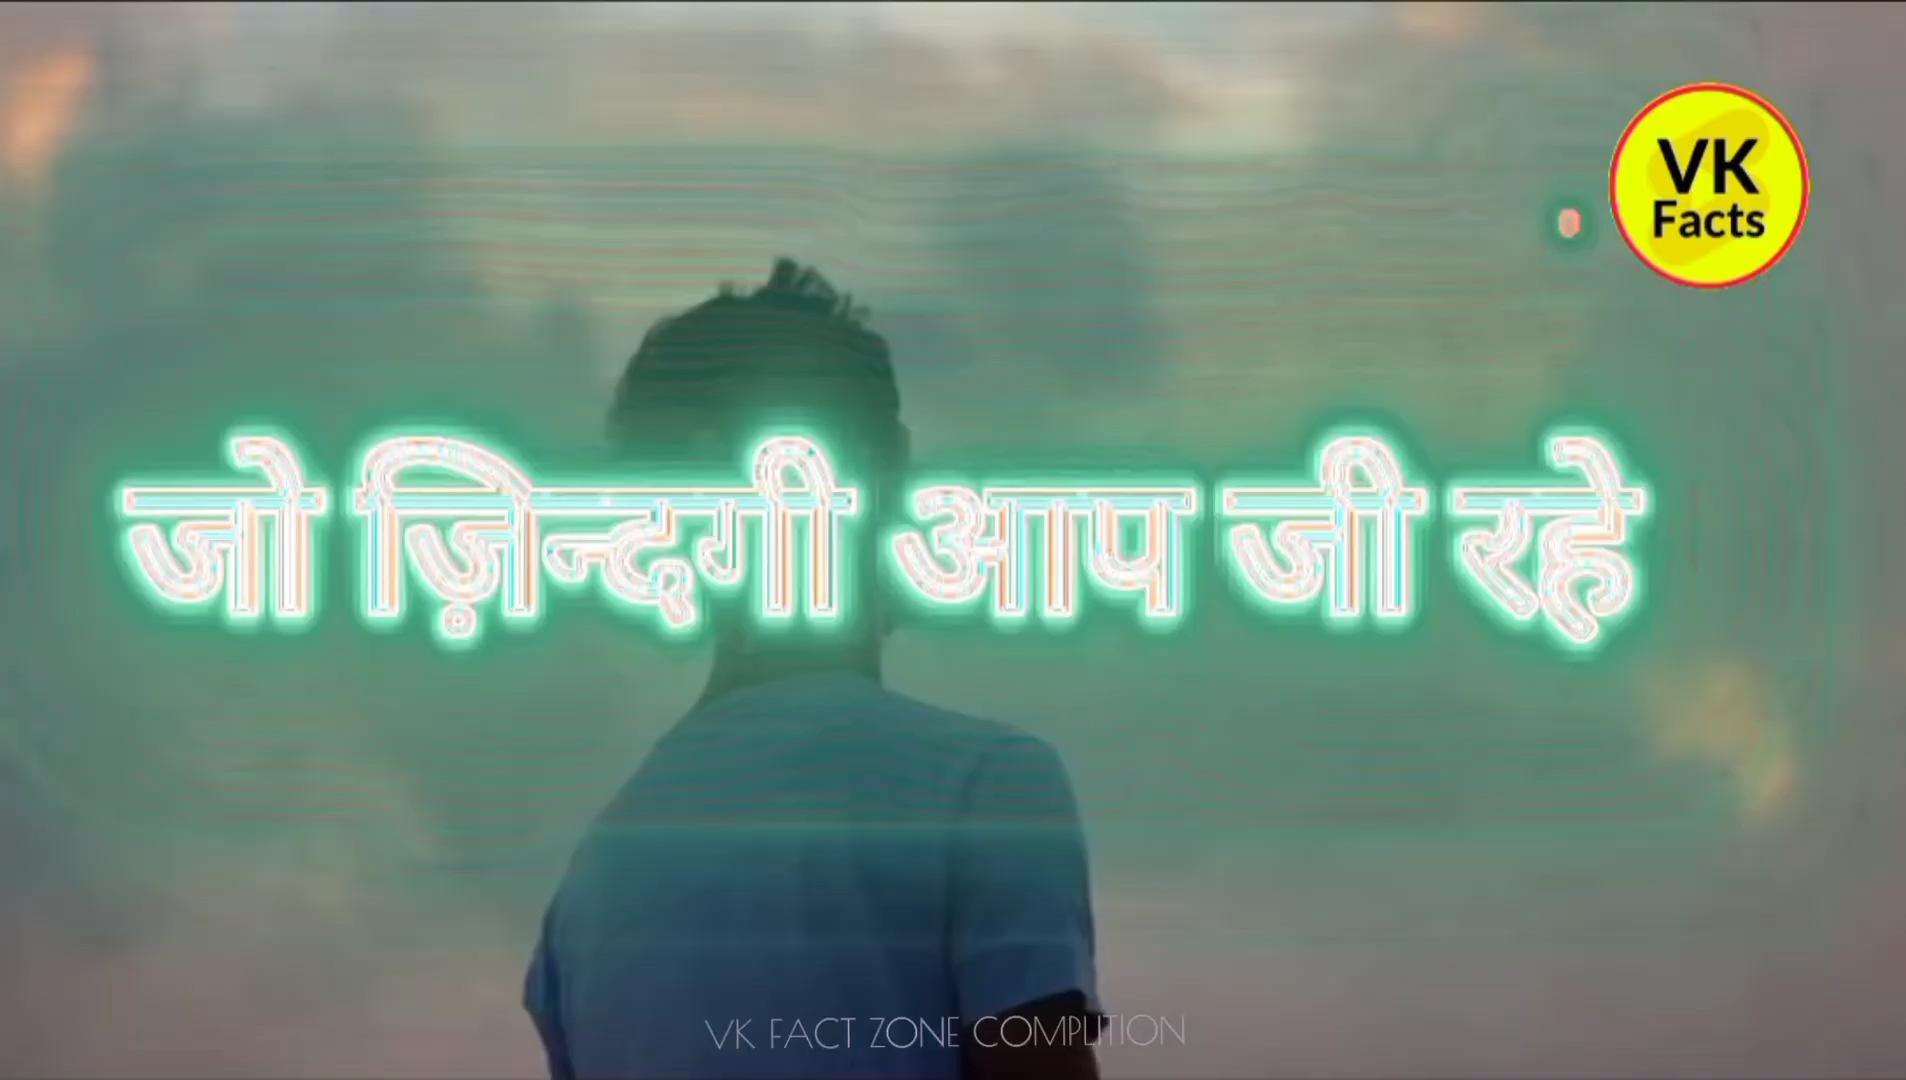 VK
Facts
जो ज़िन्दगी आप जी रहे
VK FACT ZONE COMPLITION